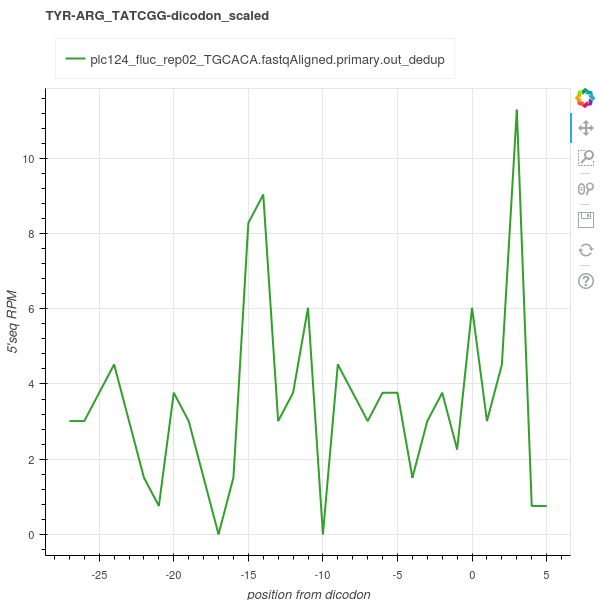 TYR-ARG_TATCGG-dicodon_scaled
plc124_fluc_rep02_TGCACA.fastqAligned.primary.out_dedup
10
8
6
4
2
0
5'seq RPM
-25 -20 -15 -10 -5 0 5
position from dicodon